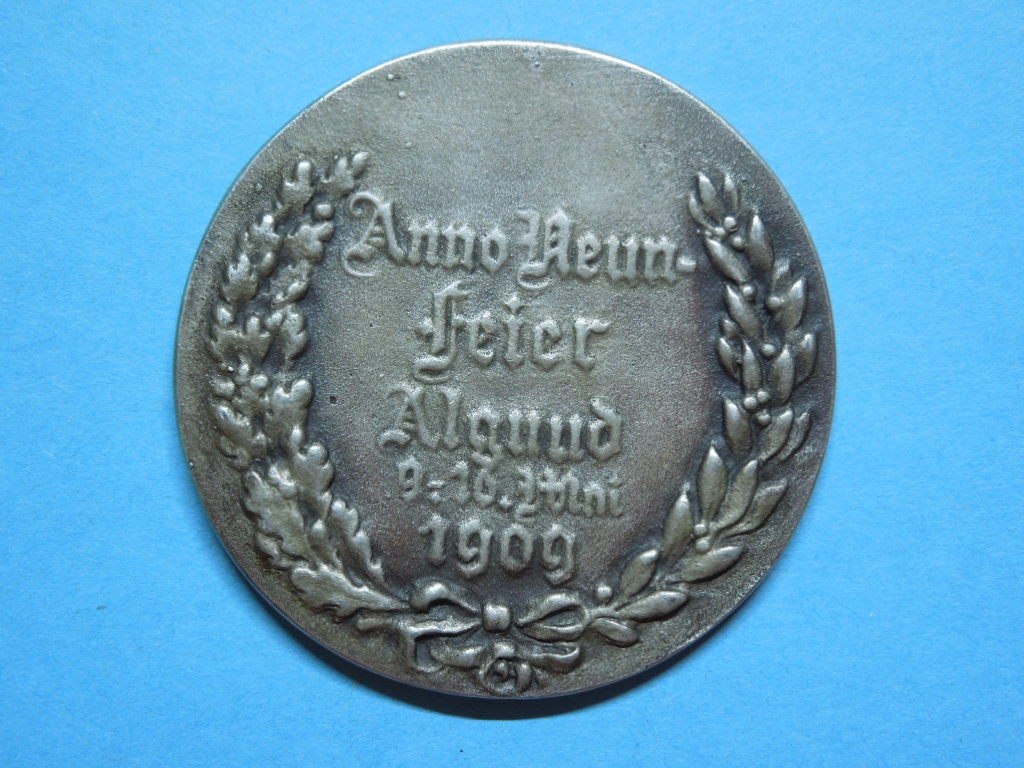 Anno Neun-
Feier
Algund
9-16. Mai
1909